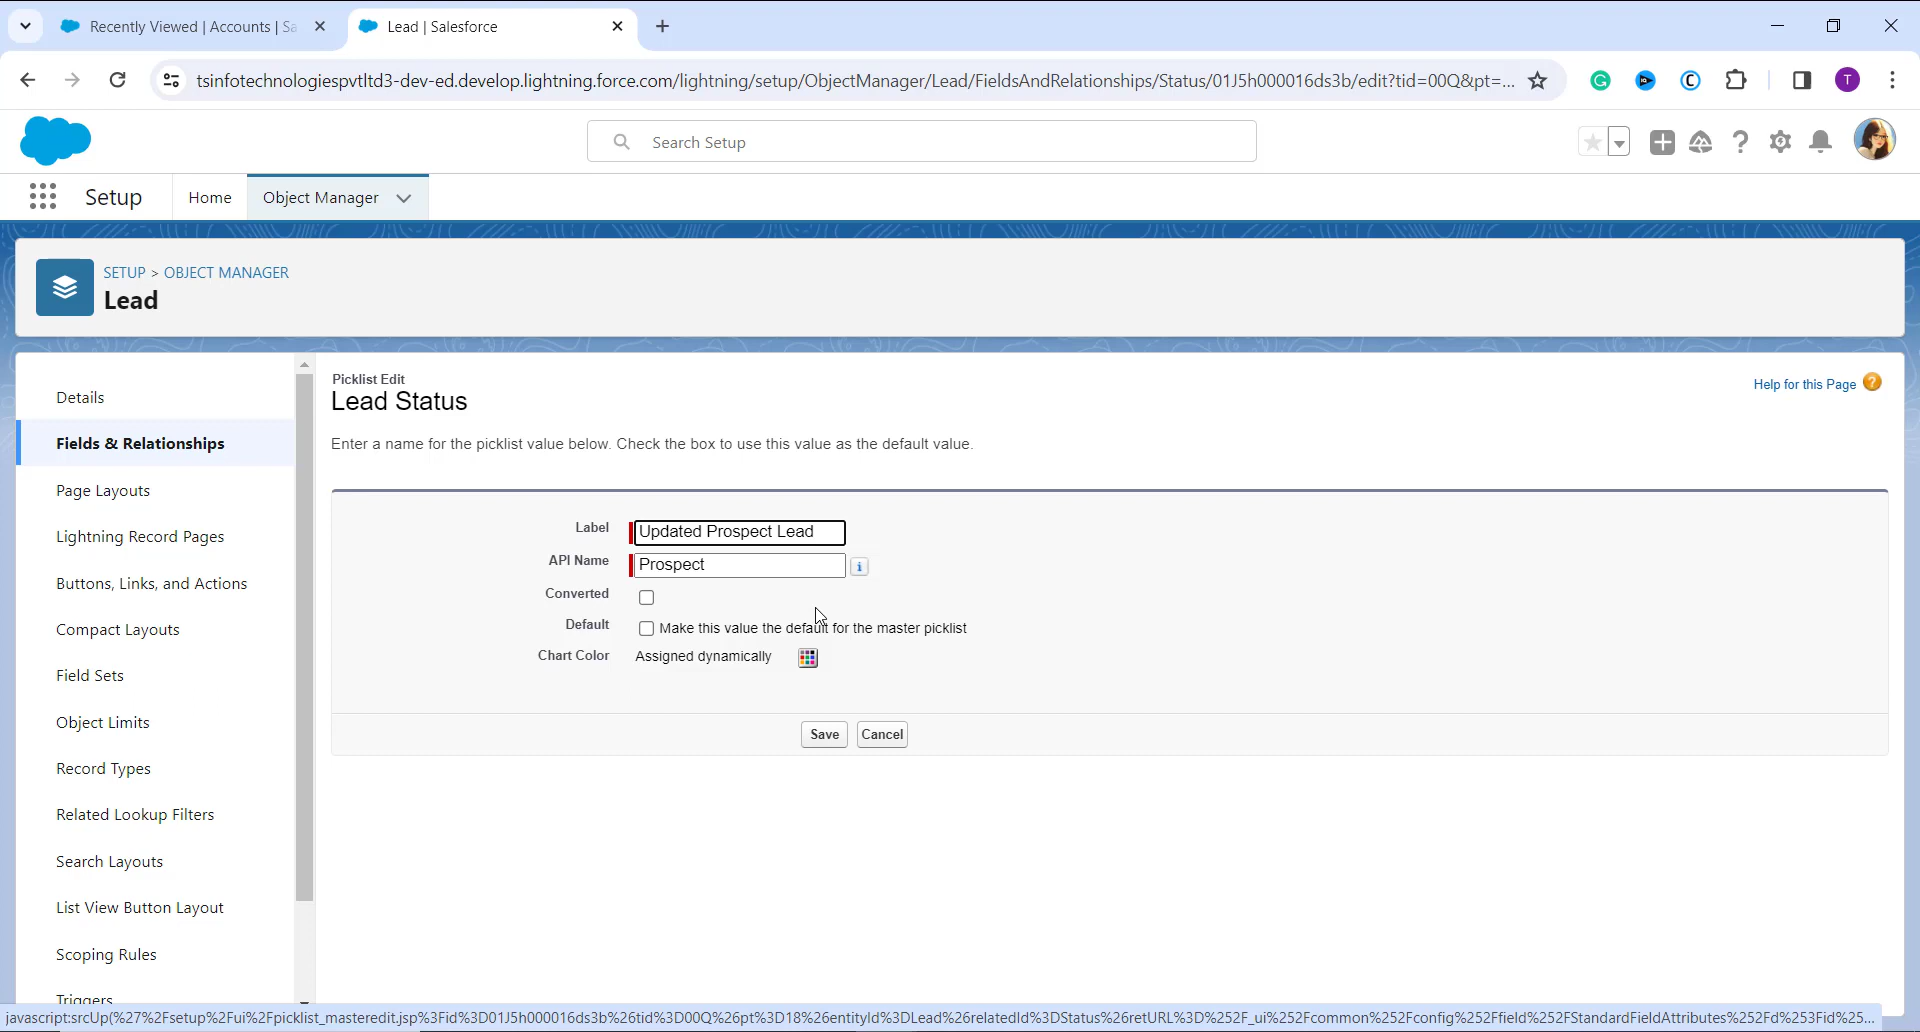 Recently Viewed | Accounts | Sa
Lead | Salesforce
tsinfotechnologiespvtltd3-dev-ed.develop.lightning.force.com/lightning/setup/ObjectManager/Lead/FieldsAndRelationships/Status/01J5h000016ds3b/edit?tid=00Q&pt=...
T
Search Setup
Setup
Home
Object Manager
SETUP > OBJECT MANAGER
Lead
Details
Fields & Relationships
Page Layouts
Lightning Record Pages
Buttons, Links, and Actions
Compact Layouts
Field Sets
Object Limits
Record Types
Related Lookup Filters
Search Layouts
List View Button Layout
Scoping Rules
Triggers
Picklist Edit
Lead Status
Help for this Page ?
Enter a name for the picklist value below. Check the box to use this value as the default value.
Label Updated Prospect Lead
API Name Prospect i
Converted
Default Make this value the default for the master picklist
Chart Color Assigned dynamically
Save Cancel
javascript:srcUp(%27%2Fsetup%2Fui%2Fpicklist_masteredit.jsp%3Fid%3D01J5h000016ds3b%26tid%3D00Q%26pt%3D18%26entityId%3DLead%26relatedId%3DStatus%26retURL%3D%252F_ui%252Fcommon%252Fconfig%252Ffield%252FStandardFieldAttributes%252Fd%253Fid%25...